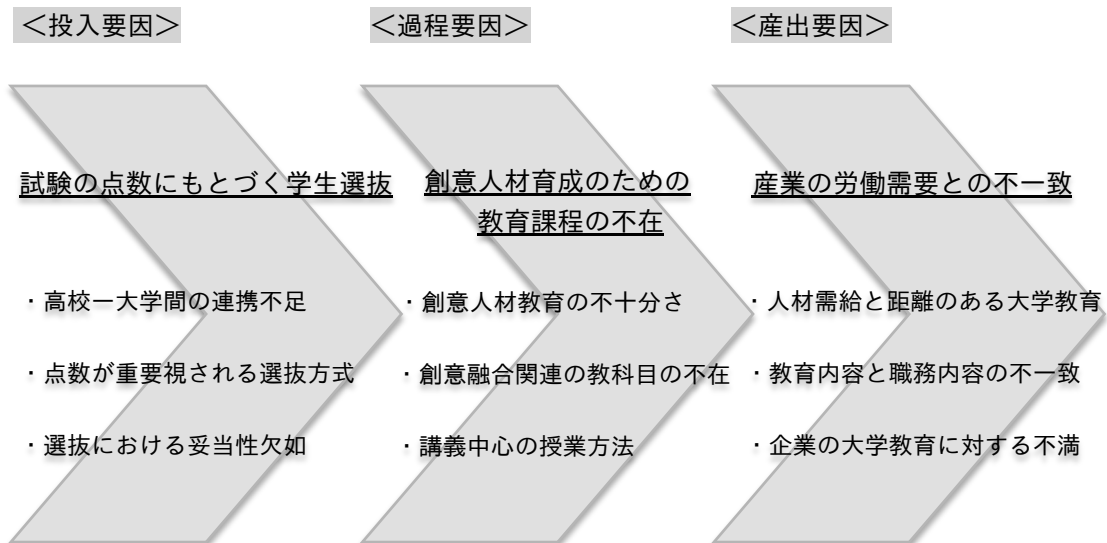 ＜投入要因＞
＜過程要因＞
＜産出要因＞
試験の点数にもとづく学生選抜
・高校ー大学間の連携不足
・点数が重要視される選抜方式
・選抜における妥当性欠如
創意人材育成のための
教育課程の不在
・創意人材教育の不十分さ
・創意融合関連の教科目の不在
・講義中心の授業方法
産業の労働需要との不一致
・人材需給と距離のある大学教育
・教育内容と職務内容の不一致
・企業の大学教育に対する不満